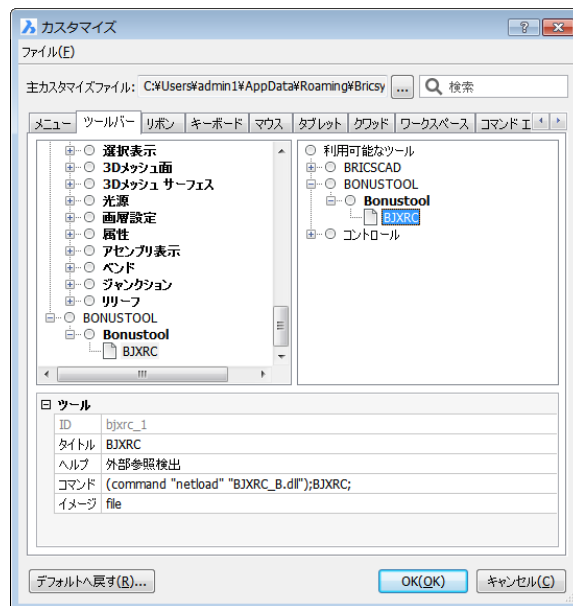 カスタマイズ
ファイル(F)
主カスタマイズファイル: C:¥Users¥admin1¥AppData¥Roaming¥Bricsy ... 検索
メニュー ツールバー リボン キーボード マウス タブレット クワッド ワークスペース コマンド エ
選択表示
3Dメッシュ面
3Dメッシュ サーフェス
光源
画層設定
属性
アセンブリ表示
ベンド
ジャンクション
リリーフ
BONUSTOOL
Bonustool
BJXRC
利用可能なツール
BRICSCAD
BONUSTOOL
Bonustool
BJXRC
コントロール
ツール
ID bjxrc_1
タイトル BJXRC
ヘルプ 外部参照検出
コマンド (command "netload" "BJXRC_B.dll");BJXRC;
イメージ file
デフォルトへ戻す(R)... OK(OK) キャンセル(C)